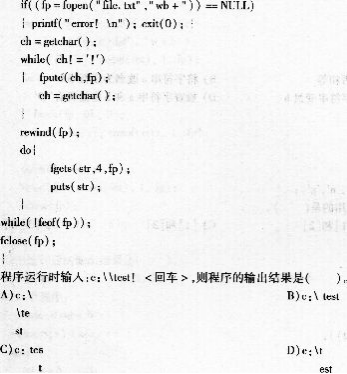 if((fp=fopen("file.txt","wb+"))==NULL)
{ printf("error! \n"); exit(0); }
ch=getchar();
while( ch!='!')
{ fputc(ch,fp);
ch=getchar();
}
rewind(fp);
do{
fgets(str,4,fp);
puts(str);
}
while(!feof(fp));
fclose(fp);
}
程序运行时输入:c:\\test! <回车>,则程序的输出结果是( )。
A)c:\
\te
st
B)c:\ test
C)c: tes
t
D)c:\t
est